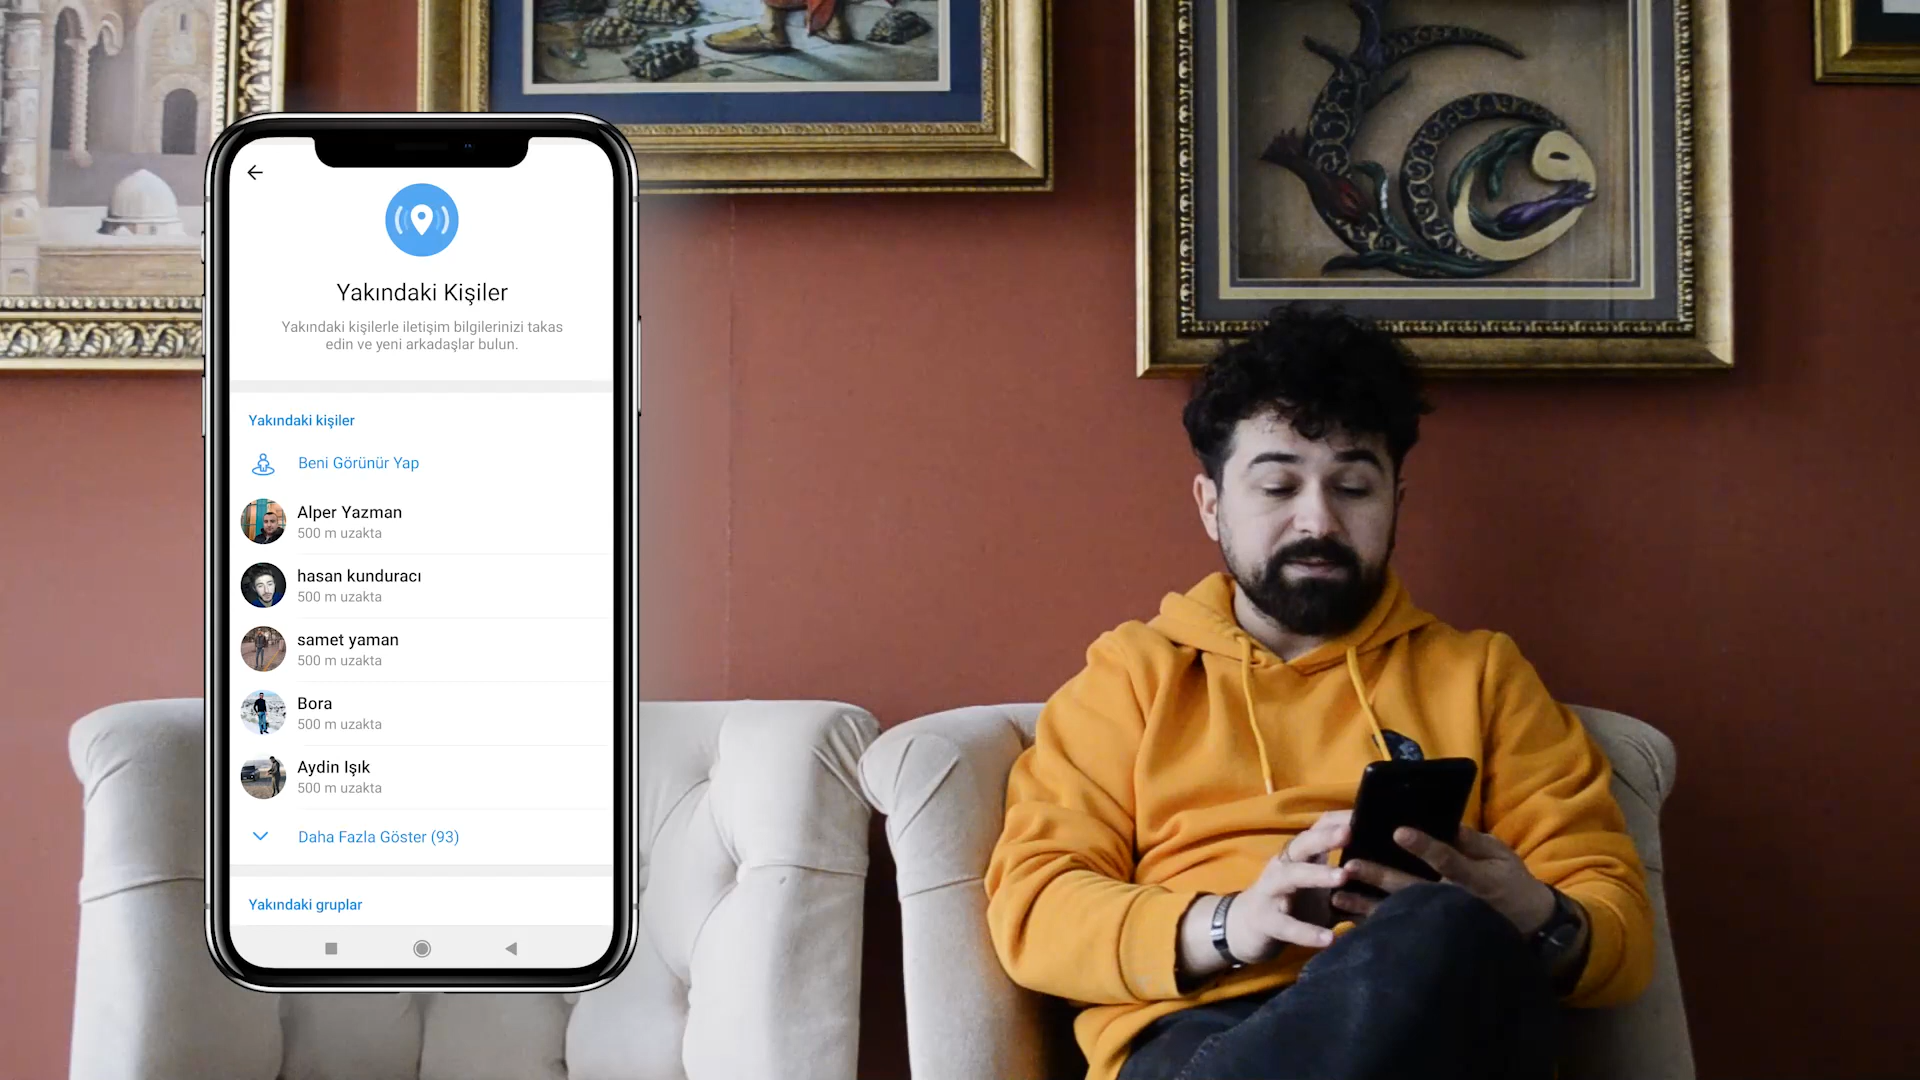 Yakındaki Kişiler
Yakındaki kişilerle iletişim bilgilerinizi takas
edin ve yeni arkadaşlar bulun.
Yakındaki kişiler
Beni Görünür Yap
Alper Yazman
500 m uzakta
hasan kunduracı
500 m uzakta
samet yaman
500 m uzakta
Bora
500 m uzakta
Aydin Işık
500 m uzakta
Daha Fazla Göster (93)
Yakındaki gruplar